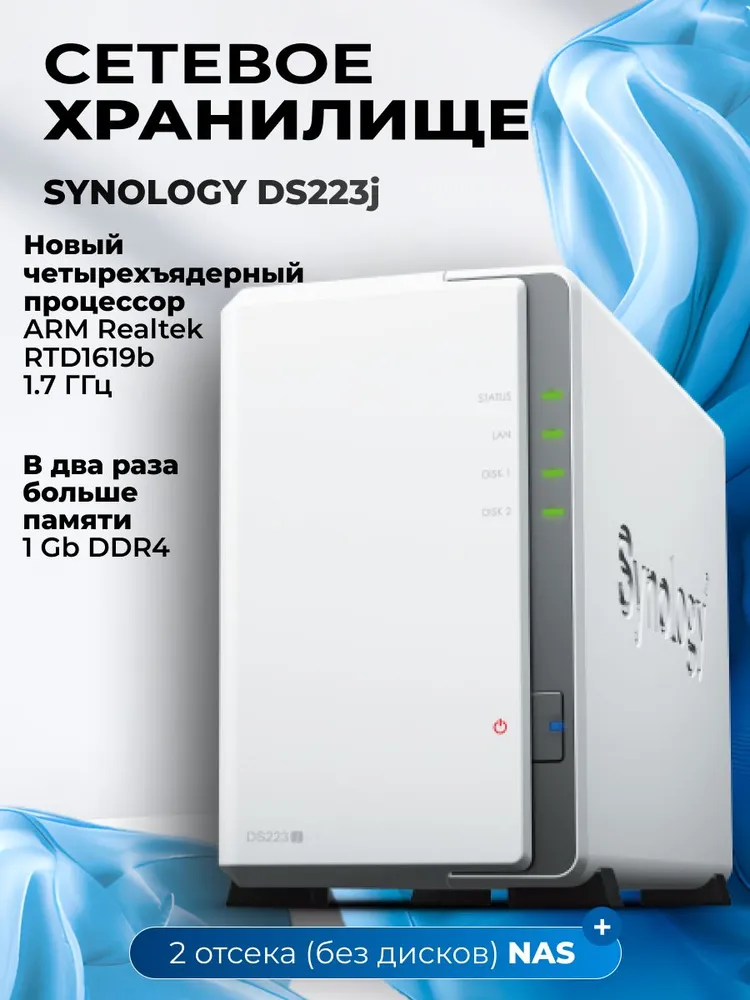 СЕТЕВОЕ
ХРАНИЛИЩЕ
SYNOLOGY DS223j
Новый
четырехъядерный
процессор
ARM Realtek
RTD1619b
1.7 ГГц
В два раза
больше
памяти
1 Gb DDR4
STATUS
LAN
DISK 1
DISK 2
Synology
DS223 j
2 отсека (без дисков) NAS
+